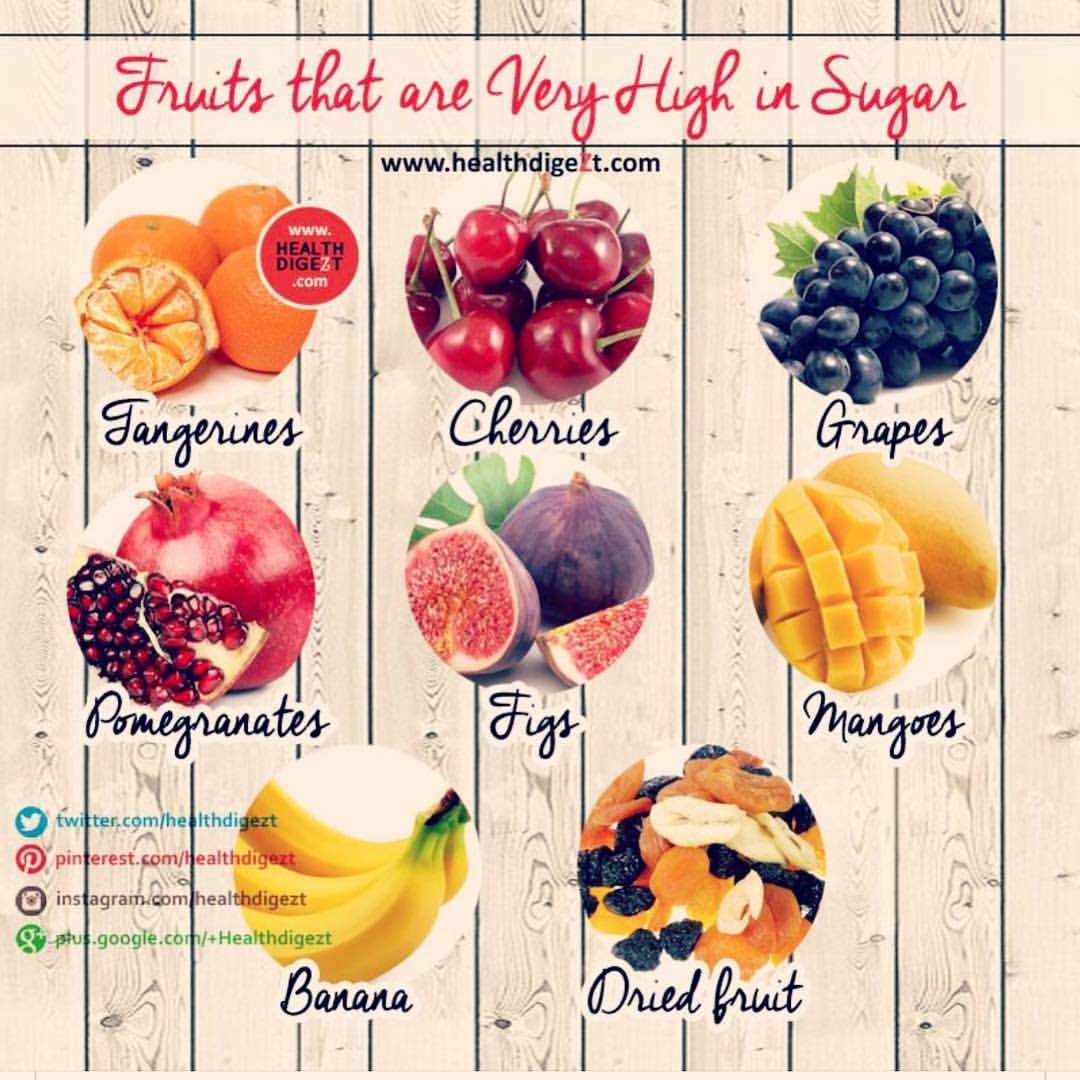 Fruits that are Very High in Sugar
www.healthdigeZt.com
www.
HEALTH
DIGEZT
.com
Tangerines
Cherries
Grapes
Pomegranates
Figs
Mangoes
twitter.com/healthdigezt
pinterest.com/healthdigezt
instagram.com/healthdigezt
plus.google.com/+Healthdigezt
Banana
Dried fruit